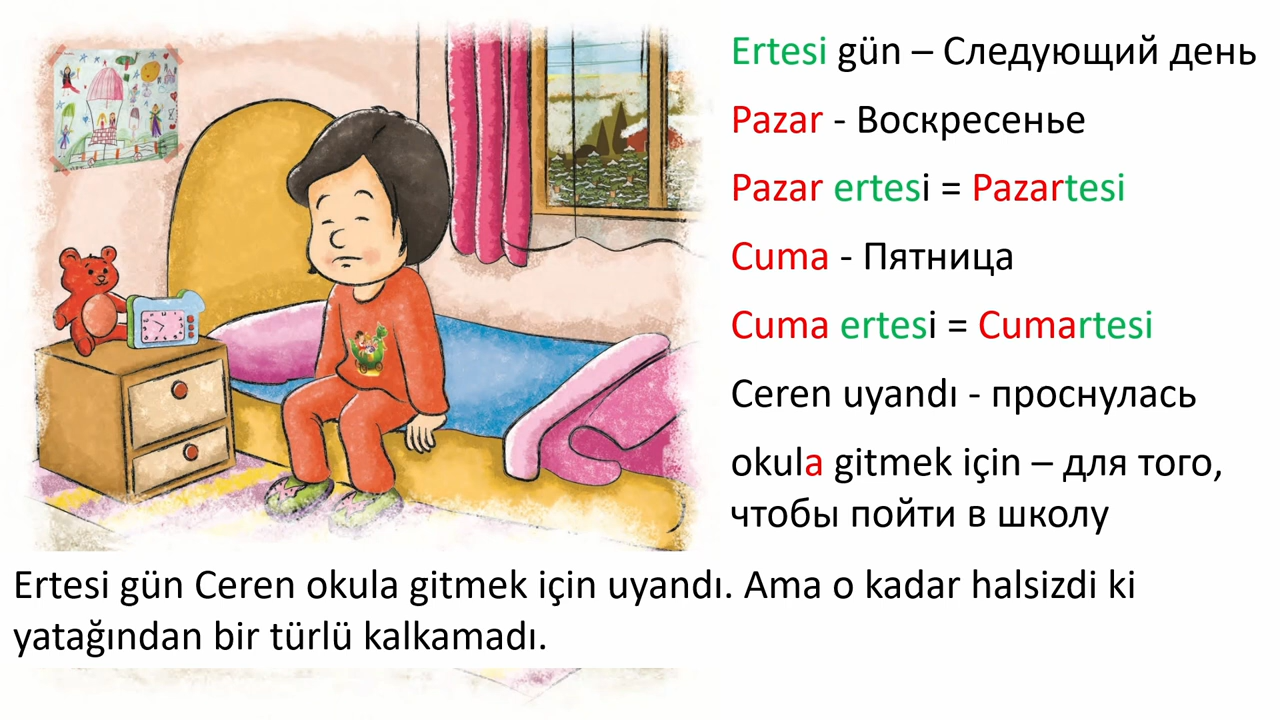 Ertesi gün – Следующий день
Pazar - Воскресенье
Pazar ertesi = Pazartesi
Cuma - Пятница
Cuma ertesi = Cumartesi
Ceren uyandı - проснулась
okula gitmek için – для того,
чтобы пойти в школу
Ertesi gün Ceren okula gitmek için uyandı. Ama o kadar halsizdi ki
yatağından bir türlü kalkamadı.